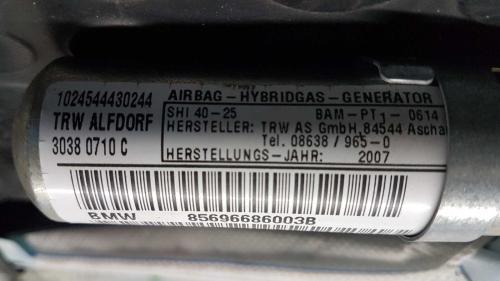 1024544430244
TRW ALFDORF
3038 0710 C
AIRBAG-HYBRIDGAS-GENERATOR
SHI 40-25 BAM-PT1-0614
HERSTELLER: TRW AS GmbH, 84544 Ascha
Tel. 08638/965-0
HERSTELLUNGS-JAHR: 2007
BMW 85696686003B